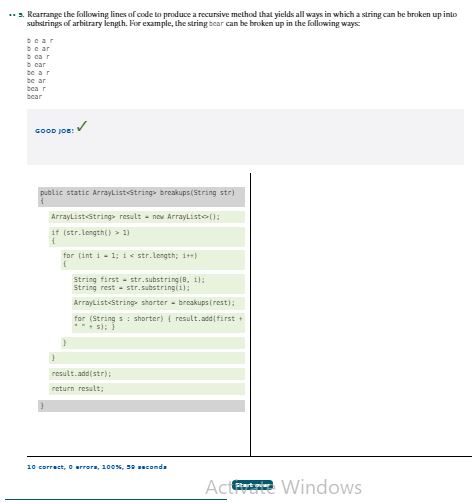 •• 5. Rearrange the following lines of code to produce a recursive method that yields all ways in which a string can be broken up into
substrings of arbitrary length. For example, the string bear can be broken up in the following ways:
b e a r
b e ar
b ea r
b ear
be a r
be ar
bea r
bear
GOOD JOB!
public static ArrayList<String> breakups(String str)
{
ArrayList<String> result = new ArrayList<>();
if (str.length() > 1)
{
for (int i = 1; i < str.length; i++)
{
String first = str.substring(0, i);
String rest = str.substring(i);
ArrayList<String> shorter = breakups(rest);
for (String s : shorter) { result.add(first +
" " + s); }
}
}
result.add(str);
return result;
}
10 correct, 0 errors, 100%, 59 seconds
Start over
Activate Windows